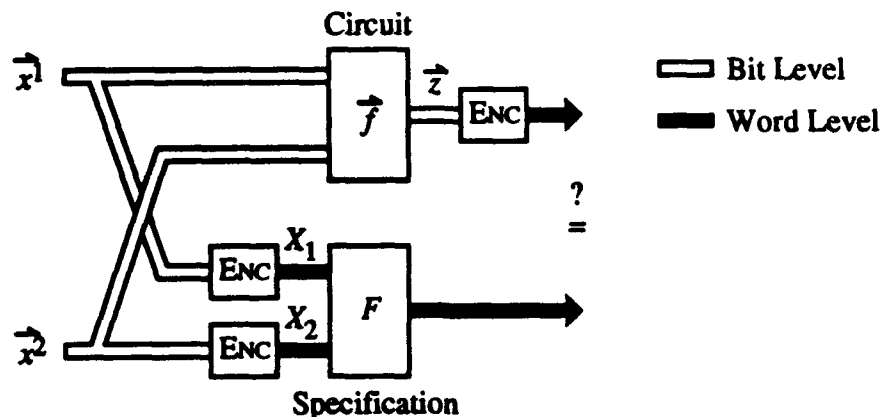 Circuit
x⃗¹
z⃗
Bit Level
f⃗
ENC
Word Level
?
=
X₁
ENC
F
X₂
x⃗²
ENC
Specification